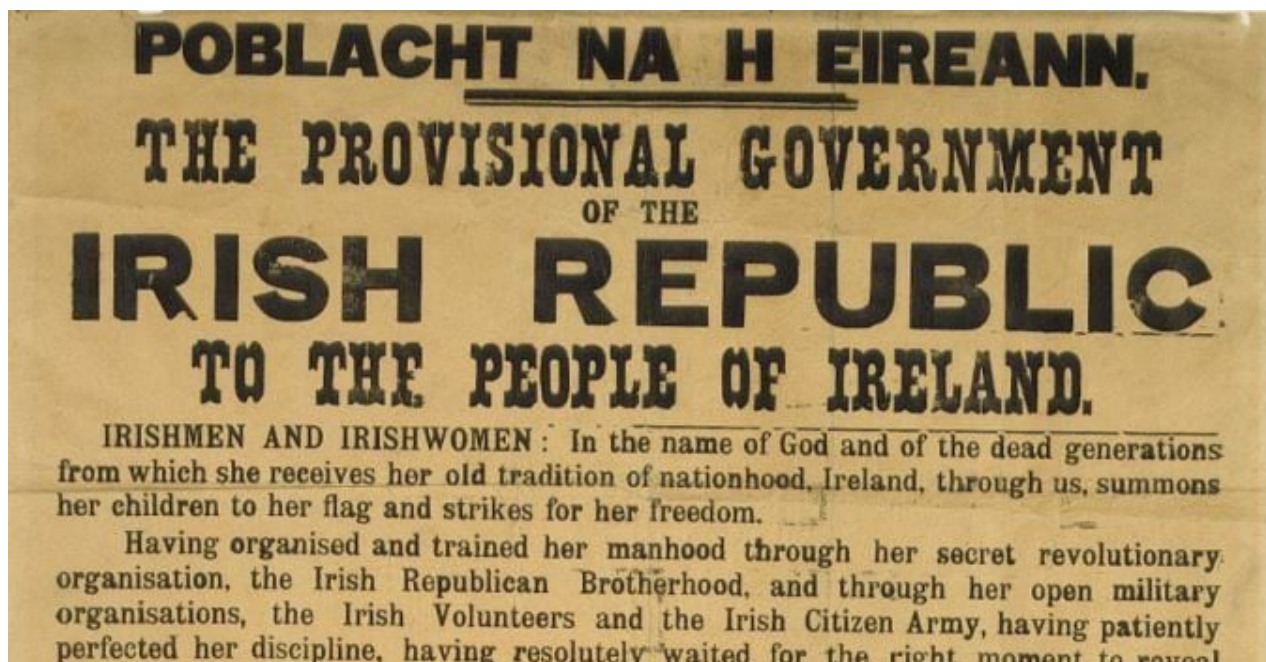 POBLACHT NA H EIREANN.
THE PROVISIONAL GOVERNMENT
OF THE
IRISH REPUBLIC
TO THE PEOPLE OF IRELAND.
IRISHMEN AND IRISHWOMEN : In the name of God and of the dead generations
from which she receives her old tradition of nationhood, Ireland, through us, summons
her children to her flag and strikes for her freedom.
Having organised and trained her manhood through her secret revolutionary
organisation, the Irish Republican Brotherhood, and through her open military
organisations, the Irish Volunteers and the Irish Citizen Army, having patiently
perfected her discipline, having resolutely waited for the right moment to reveal